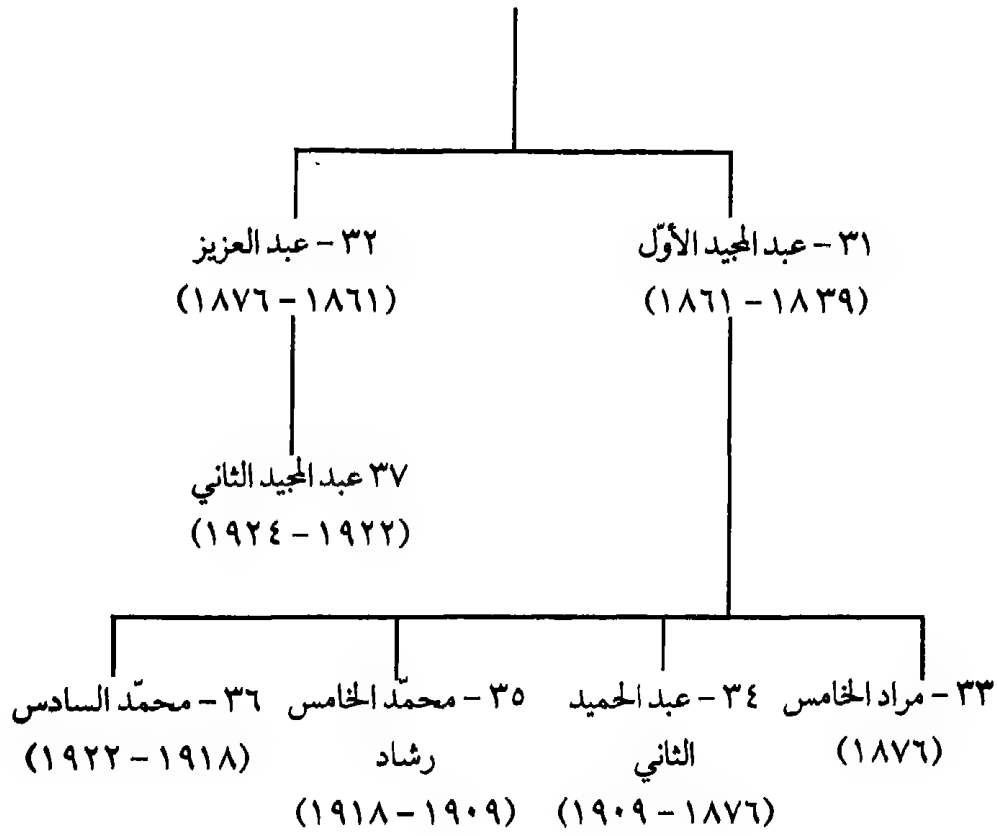 ٣١ – عبد المجيد الأوّل
(١٨٣٩ – ١٨٦١)
٣٢ – عبد العزيز
(١٨٦١ – ١٨٧٦)
٣٧ عبد المجيد الثاني
(١٩٢٢ – ١٩٢٤)
٣٣ – مراد الخامس
(١٨٧٦)
٣٤ – عبد الحميد
الثاني
(١٨٧٦ – ١٩٠٩)
٣٥ – محمّد الخامس
رشاد
(١٩٠٩ – ١٩١٨)
٣٦ – محمّد السادس
(١٩١٨ – ١٩٢٢)